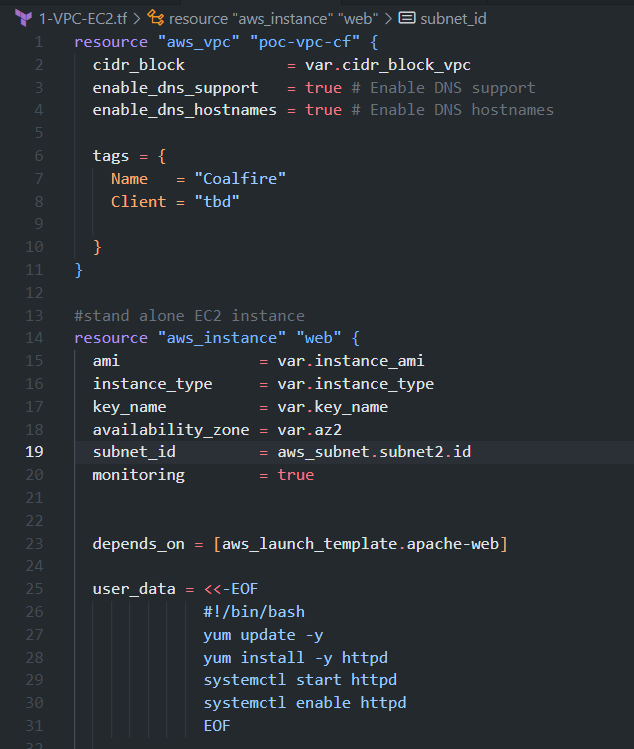 1-VPC-EC2.tf > resource "aws_instance" "web" > subnet_id
1 resource "aws_vpc" "poc-vpc-cf" {
2 cidr_block = var.cidr_block_vpc
3 enable_dns_support = true # Enable DNS support
4 enable_dns_hostnames = true # Enable DNS hostnames
5
6 tags = {
7 Name = "Coalfire"
8 Client = "tbd"
9
10 }
11 }
12
13 #stand alone EC2 instance
14 resource "aws_instance" "web" {
15 ami = var.instance_ami
16 instance_type = var.instance_type
17 key_name = var.key_name
18 availability_zone = var.az2
19 subnet_id = aws_subnet.subnet2.id
20 monitoring = true
21
22
23 depends_on = [aws_launch_template.apache-web]
24
25 user_data = <<-EOF
26 #!/bin/bash
27 yum update -y
28 yum install -y httpd
29 systemctl start httpd
30 systemctl enable httpd
31 EOF
32